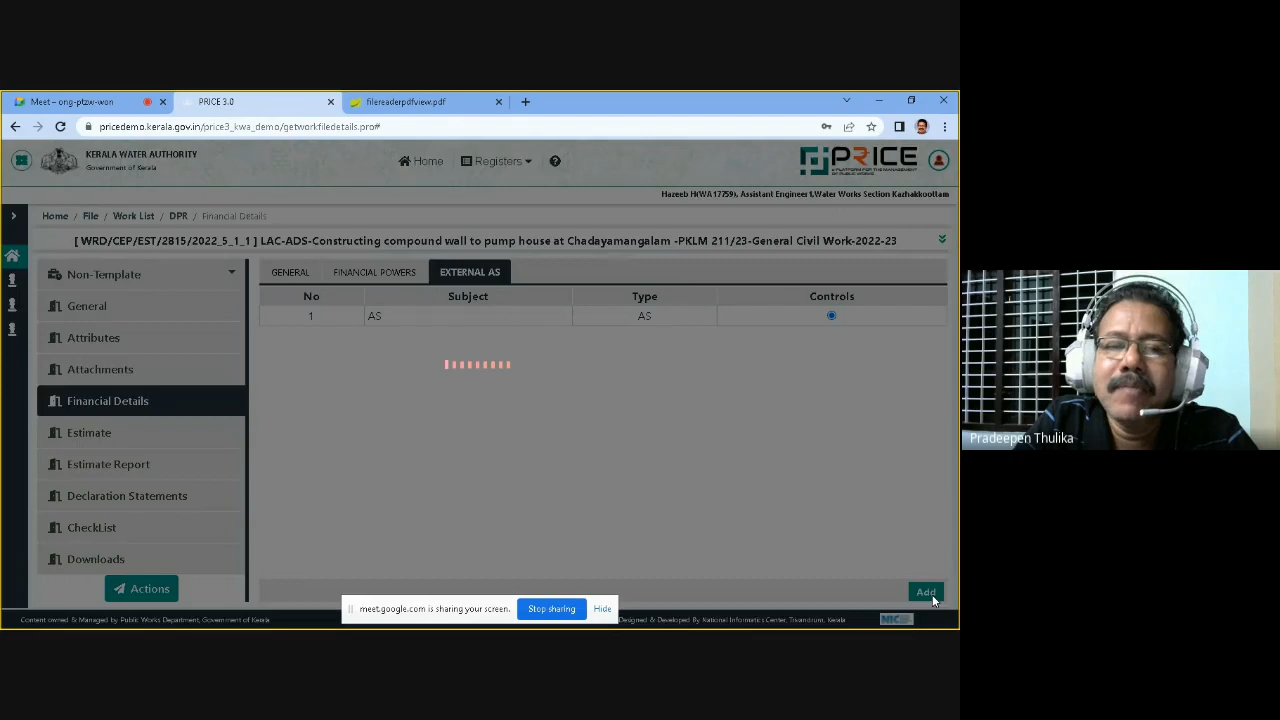 Meet – ong-ptzw-won
PRICE 3.0
filereaderpdfview.pdf
pricedemo.kerala.gov.in/price3_kwa_demo/getworkfiledetails.pro#
KERALA WATER AUTHORITY
Government of Kerala
Home
Registers
PRICE
Hazeeb H(WA17759), Assistant Engineer1,Water Works Section Kazhakkoottam
Home / File / Work List / DPR / Financial Details
[ WRD/CEP/EST/2815/2022_5_1_1 ] LAC-ADS-Constructing compound wall to pump house at Chadayamangalam -PKLM 211/23-General Civil Work-2022-23
Non-Template
General
Attributes
Attachments
Financial Details
Estimate
Estimate Report
Declaration Statements
CheckList
Downloads
Actions
GENERAL FINANCIAL POWERS EXTERNAL AS
No Subject Type Controls
1 AS AS
Add
meet.google.com is sharing your screen. Stop sharing Hide
Content owned & Managed by Public Works Department, Government of Kerala
Designed & Developed By National Informatics Center, Trivandrum, Kerala
NIC
Pradeepen Thulika